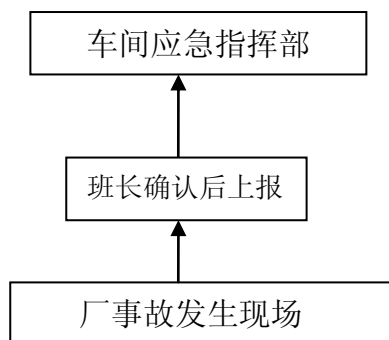 车间应急指挥部
班长确认后上报
厂事故发生现场